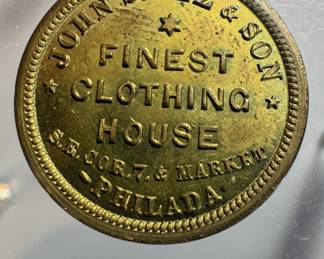 JOHN & SON
FINEST
CLOTHING
HOUSE
S.E. COR. 7. & MARKET
PHILADA